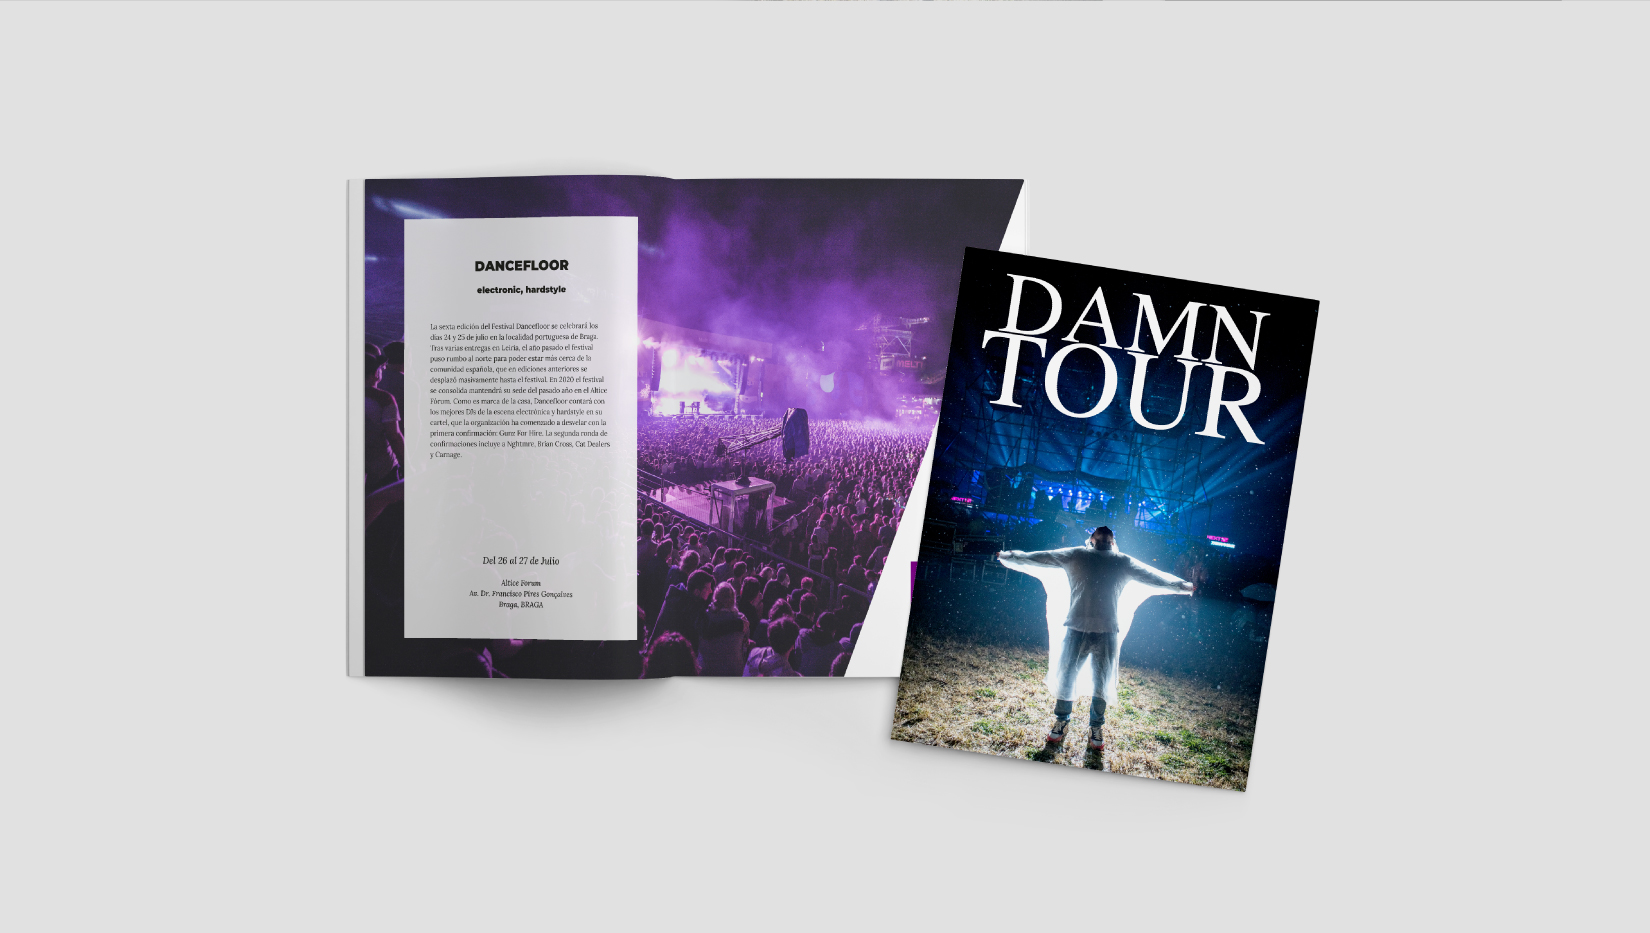 DANCEFLOOR
electronic, hardstyle
La sexta edición del Festival Dancefloor se celebrará los
días 24 y 25 de julio en la localidad portuguesa de Braga.
Tras varias entregas en Leiria, el año pasado el festival
puso rumbo al norte para poder estar más cerca de la
comunidad española, que en ediciones anteriores se
desplazó masivamente hasta el festival. En 2020 el festival
se consolida mantendrá su sede del pasado año en el Altice
Fórum. Como es marca de la casa, Dancefloor contará con
los mejores DJs de la escena electrónica y hardstyle en su
cartel, que la organización ha comenzado a desvelar con la
primera confirmación: Gunz For Hire. La segunda ronda de
confirmaciones incluye a Nghtmre, Brian Cross, Cat Dealers
y Carnage.
Del 26 al 27 de Julio
Altice Forum
Av. Dr. Francisco Pires Gonçalves
Braga, BRAGA
DAMN
TOUR